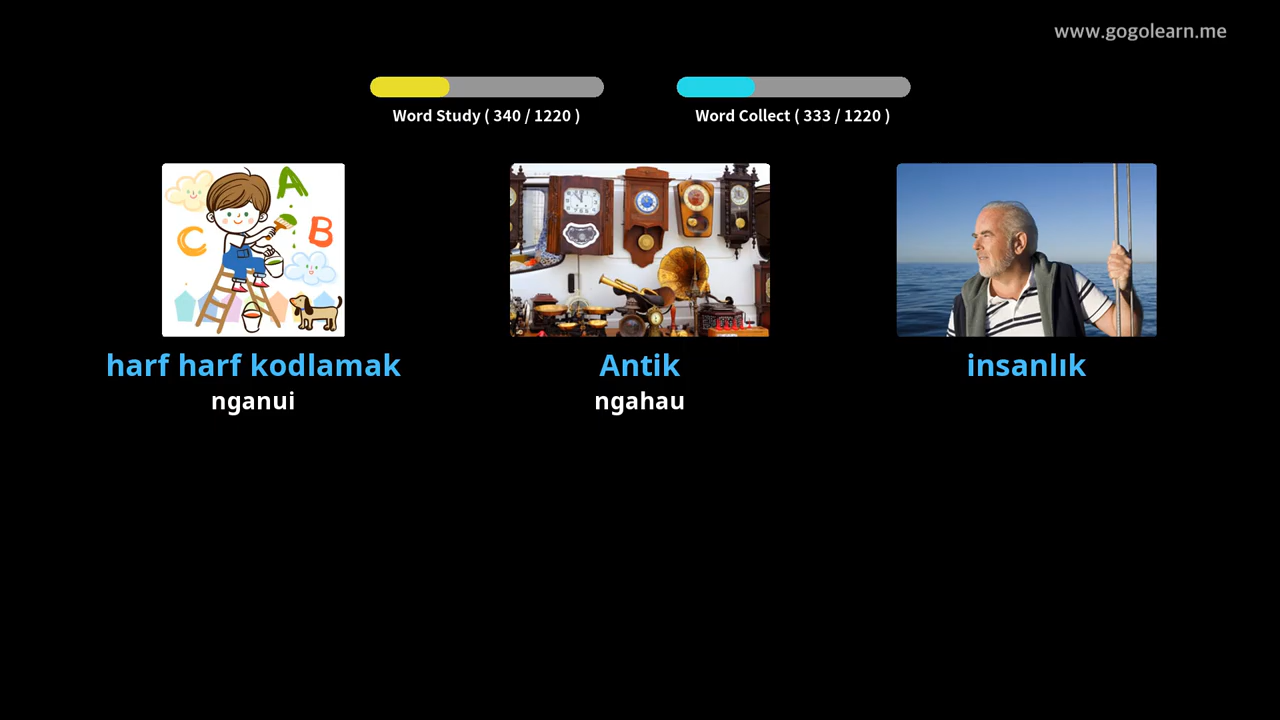 www.gogolearn.me
Word Study ( 340 / 1220 )
Word Collect ( 333 / 1220 )
A
B
C
harf harf kodlamak
nganui
Antik
ngahau
insanlık